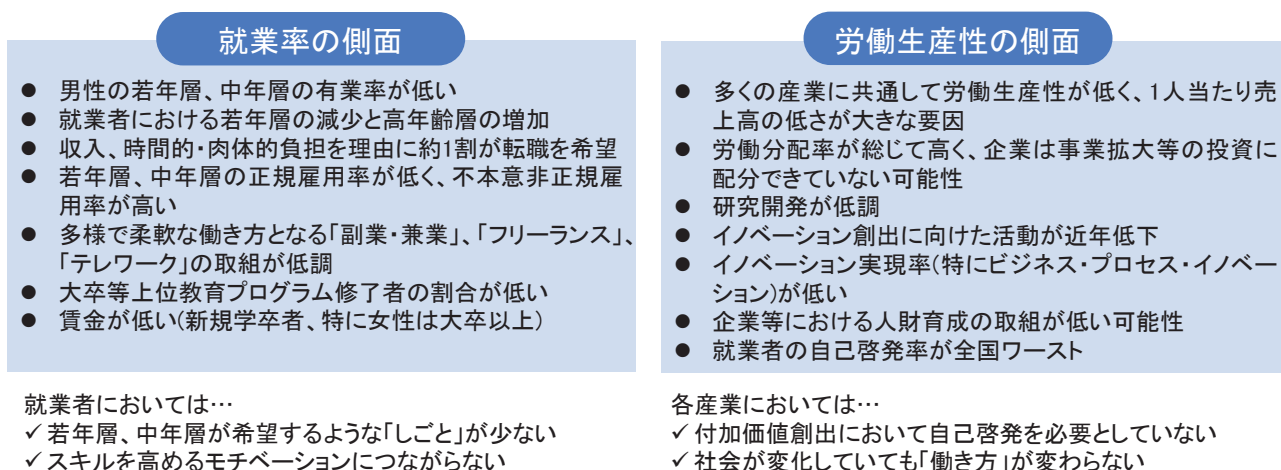 就業率の側面
● 男性の若年層、中年層の有業率が低い
● 就業者における若年層の減少と高年齢層の増加
● 収入、時間的・肉体的負担を理由に約1割が転職を希望
● 若年層、中年層の正規雇用率が低く、不本意非正規雇
用率が高い
● 多様で柔軟な働き方となる「副業・兼業」、「フリーランス」、
「テレワーク」の取組が低調
● 大卒等上位教育プログラム修了者の割合が低い
● 賃金が低い(新規学卒者、特に女性は大卒以上)
就業者においては…
✓ 若年層、中年層が希望するような「しごと」が少ない
✓ スキルを高めるモチベーションにつながらない
労働生産性の側面
● 多くの産業に共通して労働生産性が低く、1人当たり売
上高の低さが大きな要因
● 労働分配率が総じて高く、企業は事業拡大等の投資に
配分できていない可能性
● 研究開発が低調
● イノベーション創出に向けた活動が近年低下
● イノベーション実現率(特にビジネス・プロセス・イノベー
ション)が低い
● 企業等における人財育成の取組が低い可能性
● 就業者の自己啓発率が全国ワースト
各産業においては…
✓ 付加価値創出において自己啓発を必要としていない
✓ 社会が変化していても「働き方」が変わらない